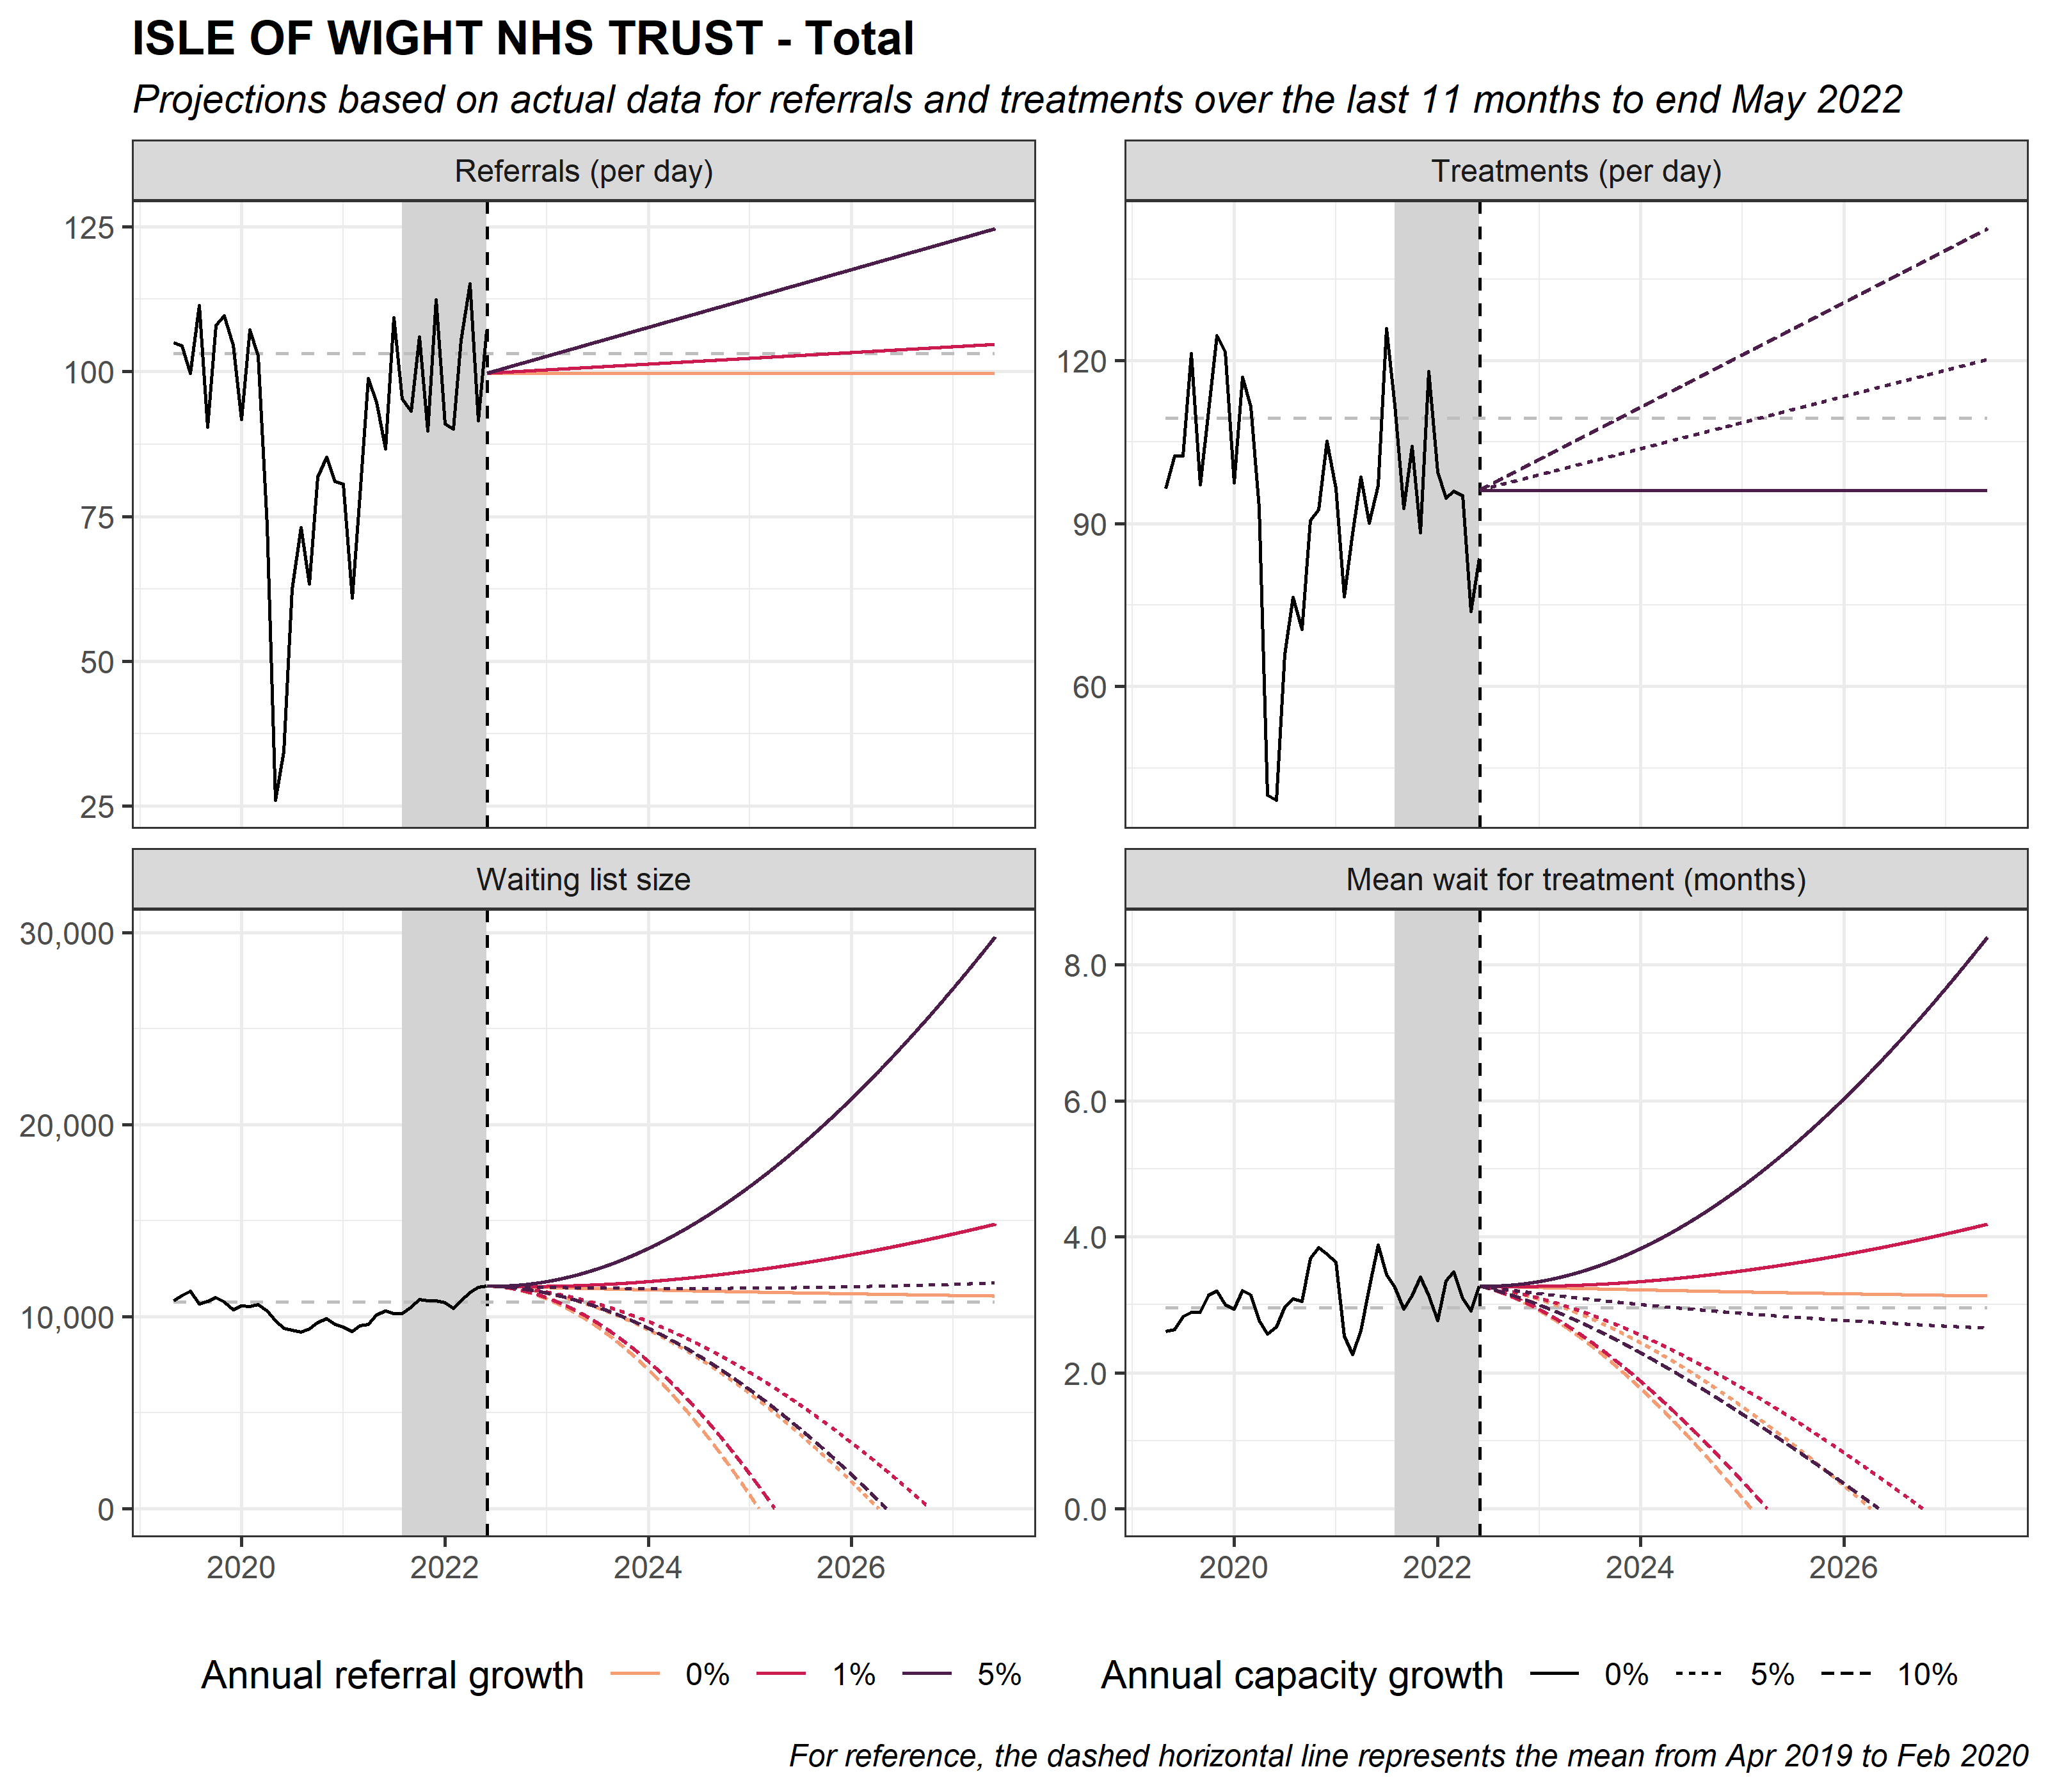 ISLE OF WIGHT NHS TRUST - Total
Projections based on actual data for referrals and treatments over the last 11 months to end May 2022
Referrals (per day)
125
100
75
50
25
Treatments (per day)
120
90
60
Waiting list size
30,000
20,000
10,000
0
2020 2022 2024 2026
Mean wait for treatment (months)
8.0
6.0
4.0
2.0
0.0
2020 2022 2024 2026
Annual referral growth 0% 1% 5%
Annual capacity growth 0% 5% 10%
For reference, the dashed horizontal line represents the mean from Apr 2019 to Feb 2020